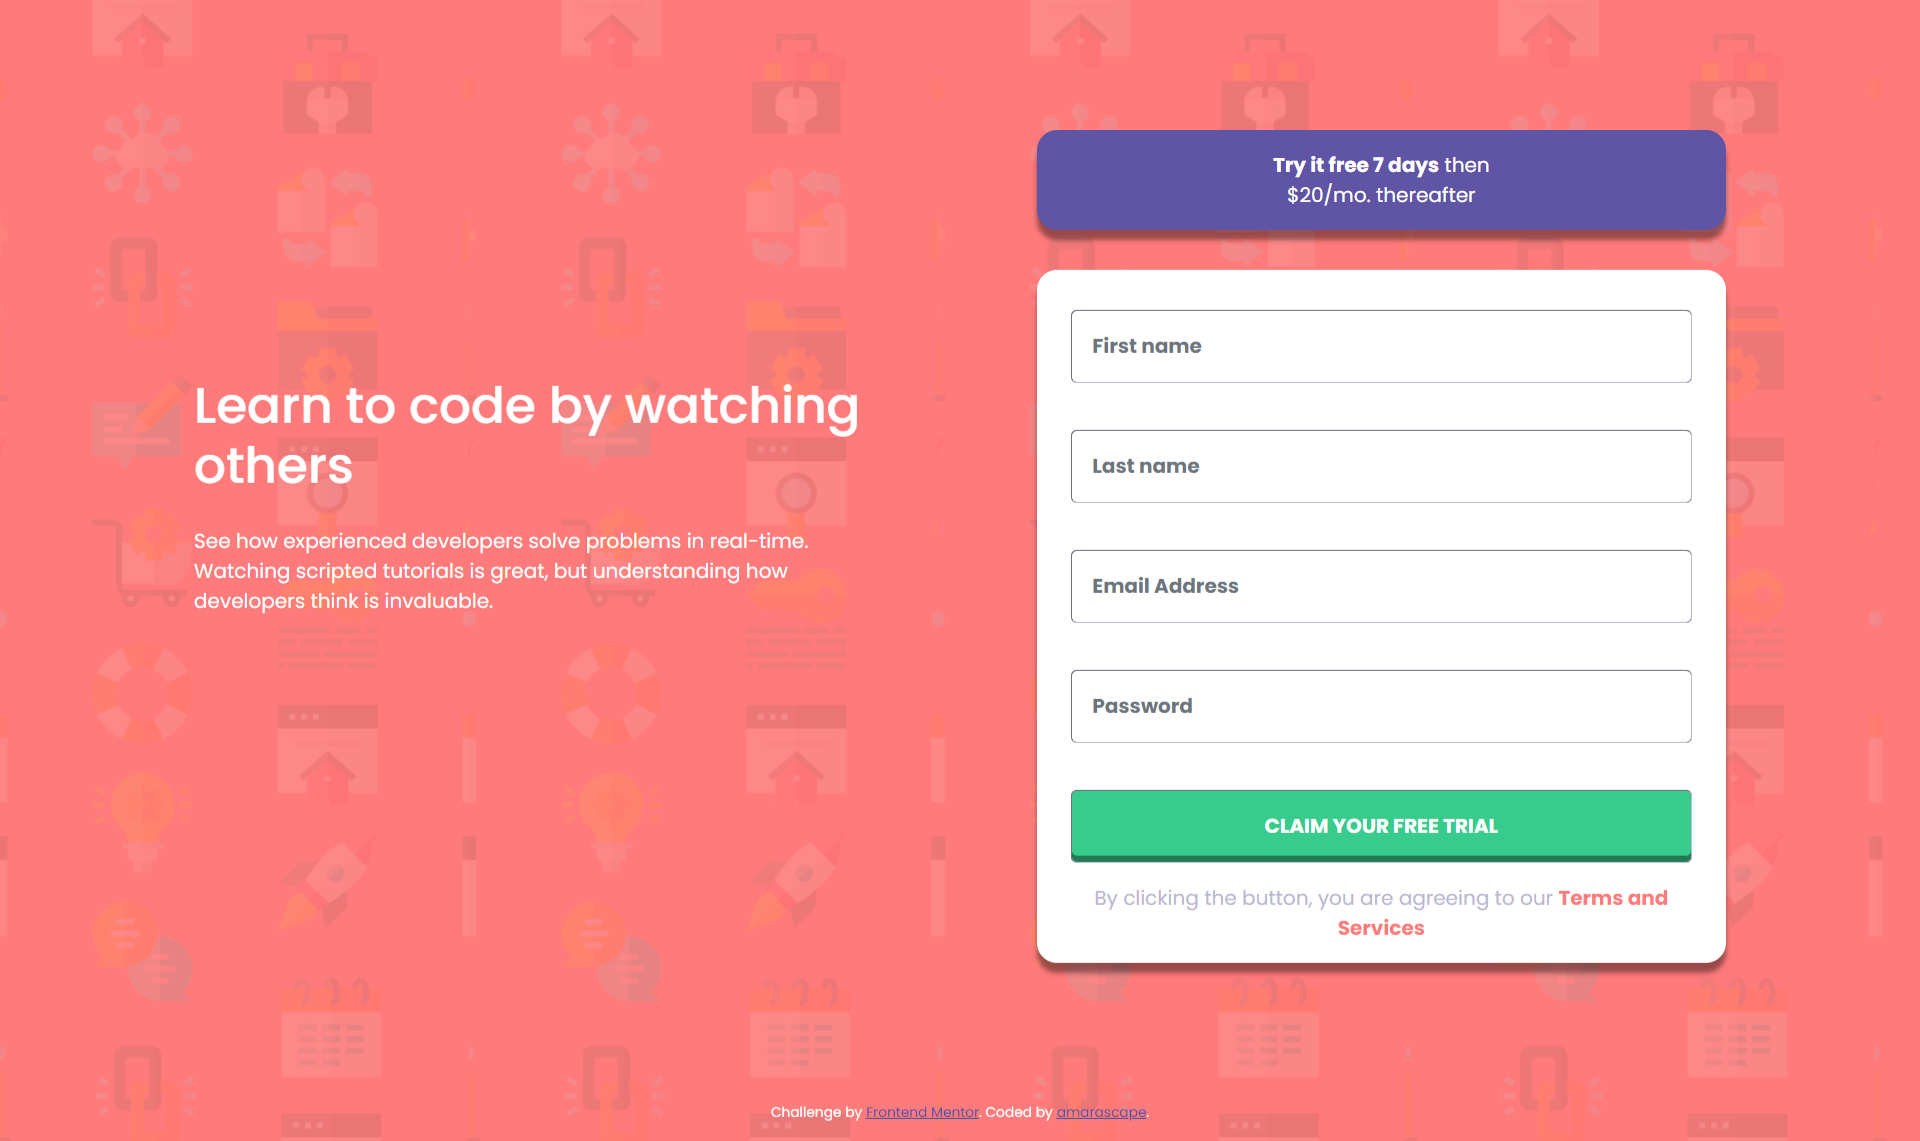 Learn to code by watching
others
See how experienced developers solve problems in real-time.
Watching scripted tutorials is great, but understanding how
developers think is invaluable.
Try it free 7 days then
$20/mo. thereafter
First name
Last name
Email Address
Password
CLAIM YOUR FREE TRIAL
By clicking the button, you are agreeing to our Terms and
Services
Challenge by Frontend Mentor. Coded by amarascape.